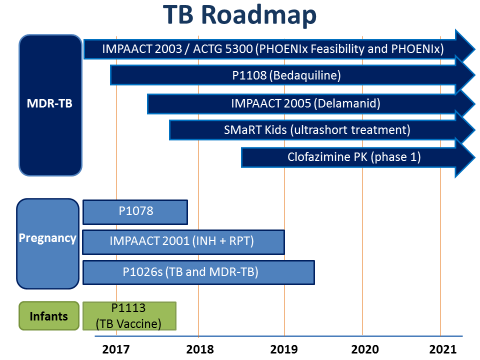 TB Roadmap
MDR-TB
IMPAACT 2003 / ACTG 5300 (PHOENIx Feasibility and PHOENIx)
P1108 (Bedaquiline)
IMPAACT 2005 (Delamanid)
SMaRT Kids (ultrashort treatment)
Clofazimine PK (phase 1)
Pregnancy
P1078
IMPAACT 2001 (INH + RPT)
P1026s (TB and MDR-TB)
Infants
P1113
(TB Vaccine)
2017 2018 2019 2020 2021